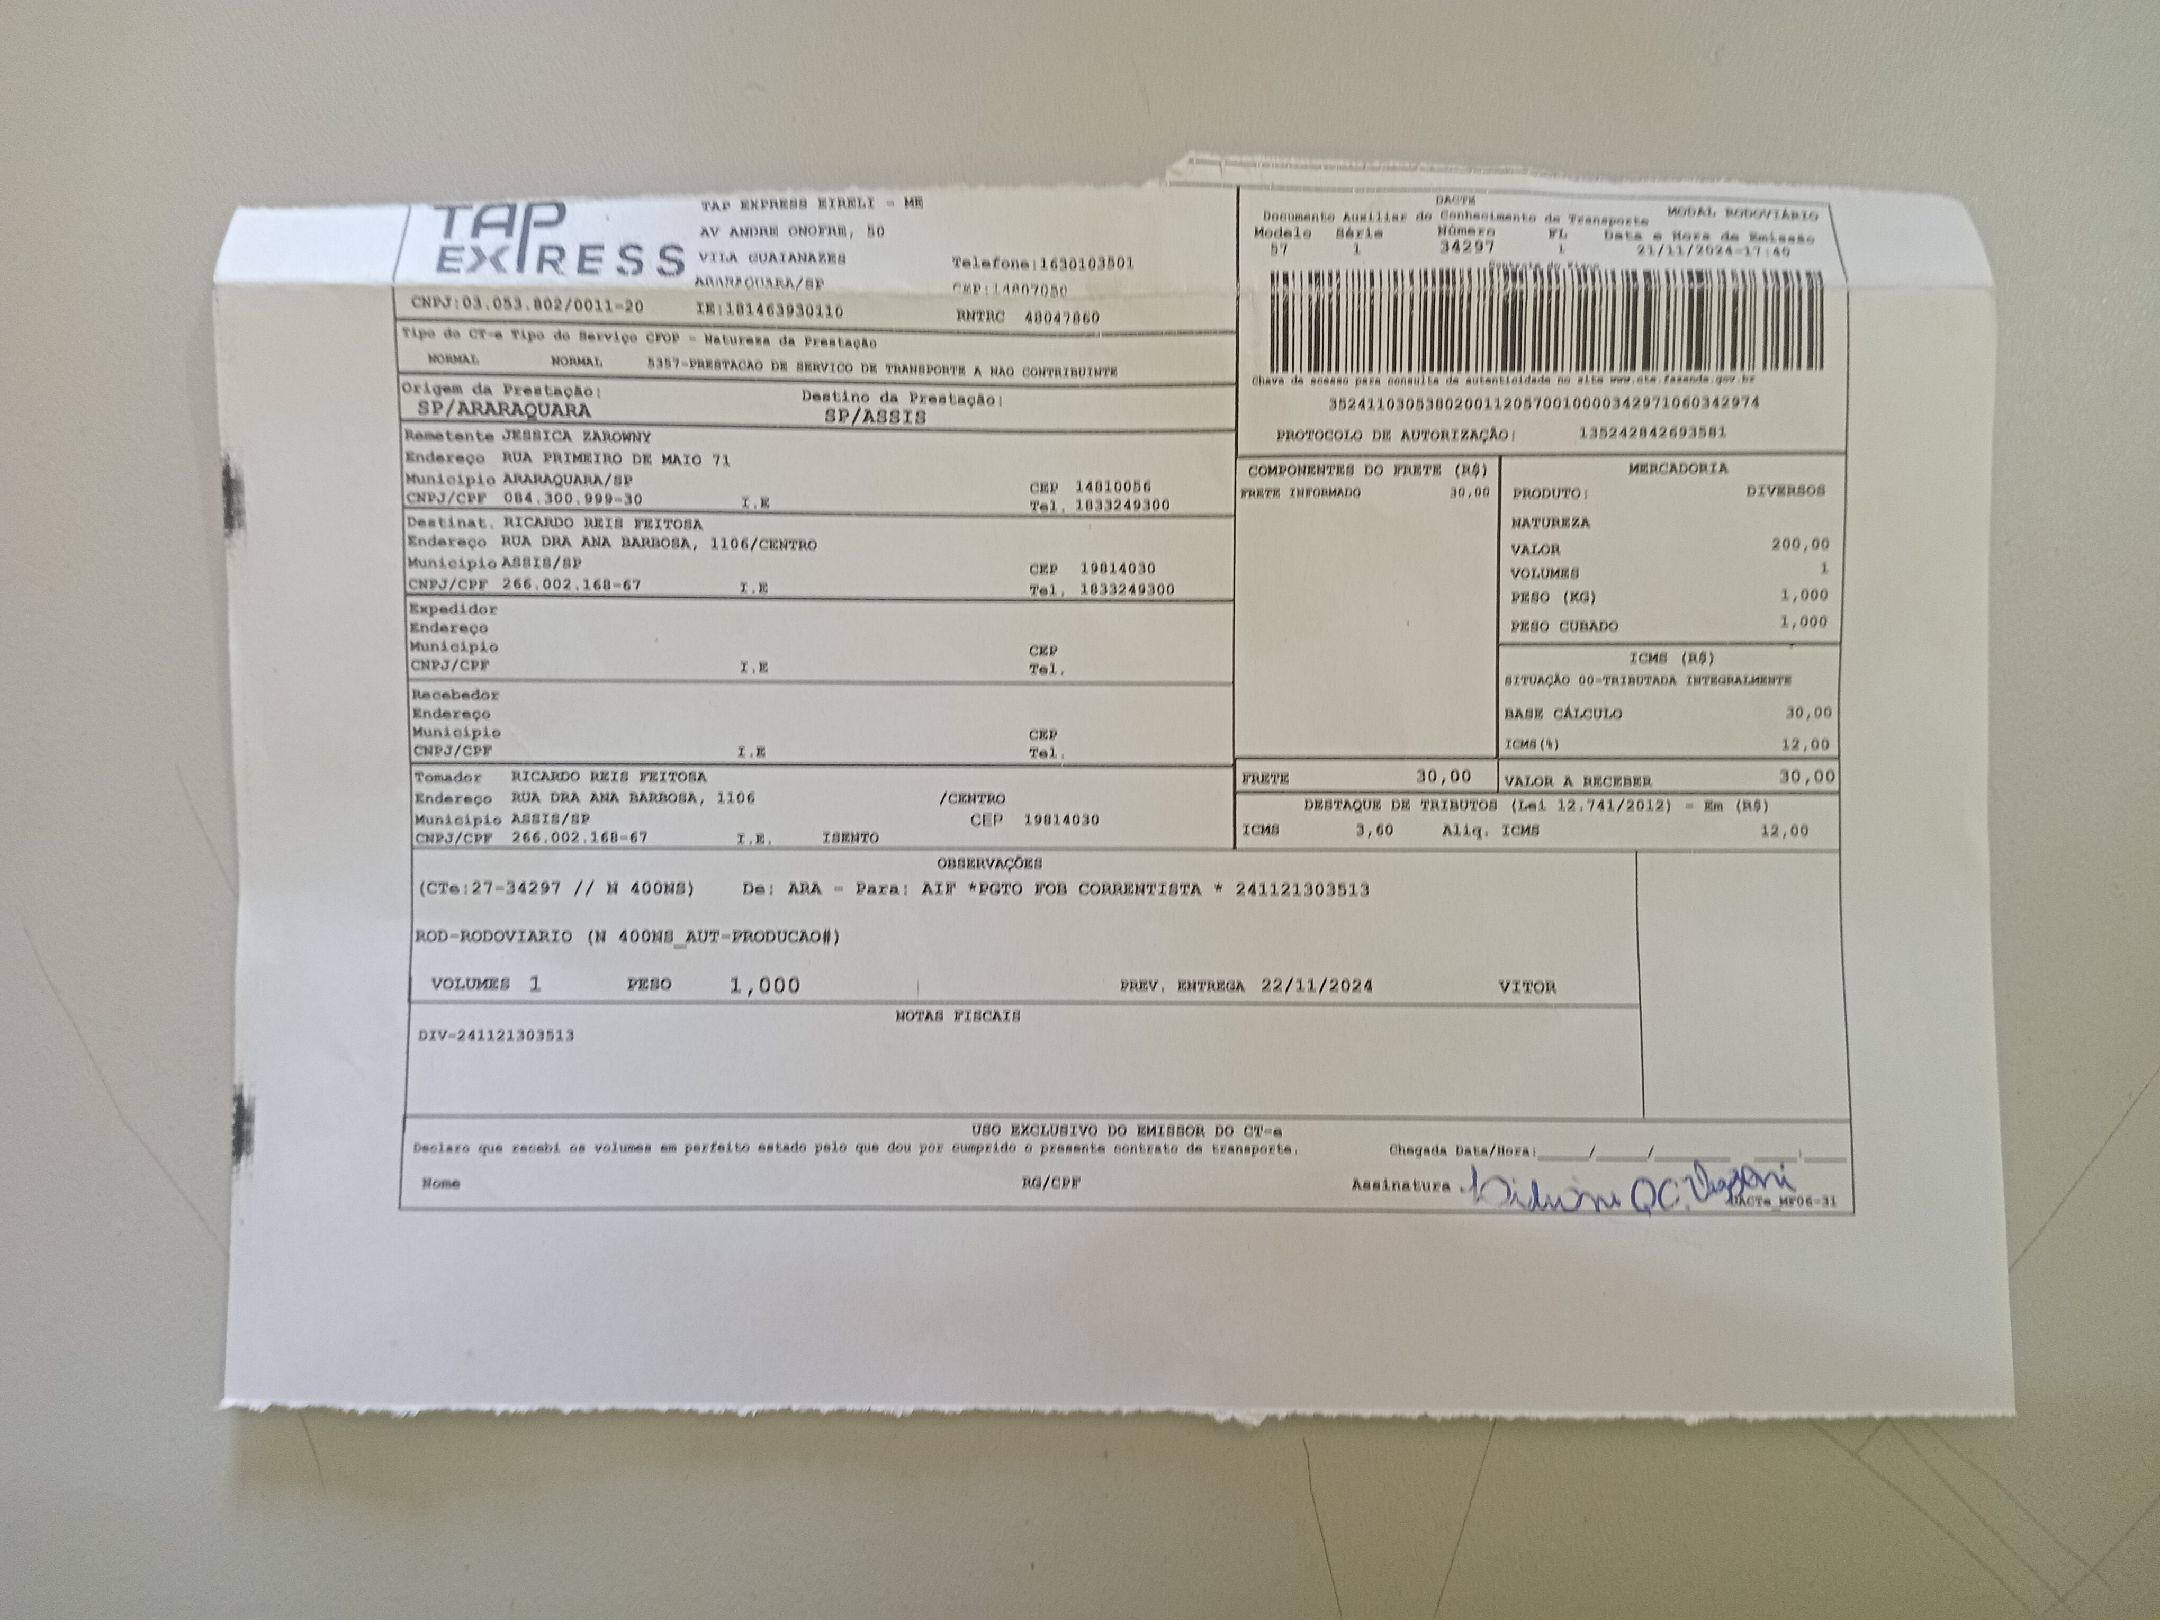 TAP EXPRESS
TAP EXPRESS EIRELI - ME
AV ANDRE ONOFRE, 50
VILA GUAIANAZES Telefone:1630103501
ARARAQUARA/SP CEP:14807050
CNPJ:03.053.802/0011-20 IE:181463930110 RNTRC 48047860
Tipo do CT-e Tipo do Serviço CFOP - Natureza da Prestação
NORMAL NORMAL 5357-PRESTACAO DE SERVICO DE TRANSPORTE A NAO CONTRIBUINTE
Origem da Prestação: Destino da Prestação:
SP/ARARAQUARA SP/ASSIS
Remetente JESSICA ZAROWNY
Endereço RUA PRIMEIRO DE MAIO 71
Municipio ARARAQUARA/SP CEP 14810056
CNPJ/CPF 084.300.999-30 I.E Tel. 1833249300
Destinat. RICARDO REIS FEITOSA
Endereço RUA DRA ANA BARBOSA, 1106/CENTRO
Municipio ASSIS/SP CEP 19814030
CNPJ/CPF 266.002.168-67 I.E Tel. 1833249300
Expedidor
Endereço
Municipio CEP
CNPJ/CPF I.E Tel.
Recebedor
Endereço
Municipio CEP
CNPJ/CPF I.E Tel.
Tomador RICARDO REIS FEITOSA
Endereço RUA DRA ANA BARBOSA, 1106 /CENTRO
Municipio ASSIS/SP CEP 19814030
CNPJ/CPF 266.002.168-67 I.E. ISENTO
DACTE
Documento Auxiliar do Conhecimento de Transporte MODAL RODOVIÁRIO
Modelo Série Número FL Data e Hora de Emissão
57 1 34297 1 21/11/2024-17:40
Controle do Fisco
Chave de acesso para consulta de autenticidade no site www.cte.fazenda.gov.br
35241103053802001120570010000342971060342974
PROTOCOLO DE AUTORIZAÇÃO: 135242842693581
COMPONENTES DO FRETE (R$)
FRETE INFORMADO 30,00
MERCADORIA
PRODUTO: DIVERSOS
NATUREZA
VALOR 200,00
VOLUMES 1
PESO (KG) 1,000
PESO CUBADO 1,000
ICMS (R$)
SITUAÇÃO 00-TRIBUTADA INTEGRALMENTE
BASE CÁLCULO 30,00
ICMS(%) 12,00
FRETE 30,00 VALOR A RECEBER 30,00
DESTAQUE DE TRIBUTOS (Lei 12.741/2012) - Em (R$)
ICMS 3,60 Aliq. ICMS 12,00
OBSERVAÇÕES
(CTe:27-34297 // N 400NS) De: ARA - Para: AIF *PGTO FOB CORRENTISTA * 241121303513
ROD-RODOVIARIO (N 400NS_AUT-PRODUCAO#)
VOLUMES 1 PESO 1,000 PREV. ENTREGA 22/11/2024 VITOR
NOTAS FISCAIS
DIV-241121303513
USO EXCLUSIVO DO EMISSOR DO CT-e
Declaro que recebi os volumes em perfeito estado pelo que dou por cumprido o presente contrato de transporte. Chegada Data/Hora:_____/_____/_______ ____:____
Nome RG/CPF Assinatura
DACTe_MF06-31